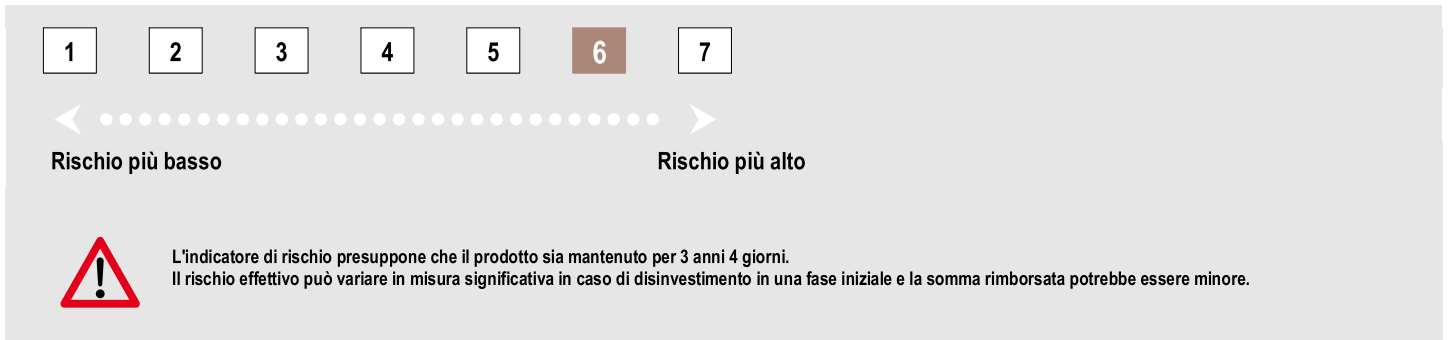 1 2 3 4 5 6 7
Rischio più basso Rischio più alto
L'indicatore di rischio presuppone che il prodotto sia mantenuto per 3 anni 4 giorni.
Il rischio effettivo può variare in misura significativa in caso di disinvestimento in una fase iniziale e la somma rimborsata potrebbe essere minore.